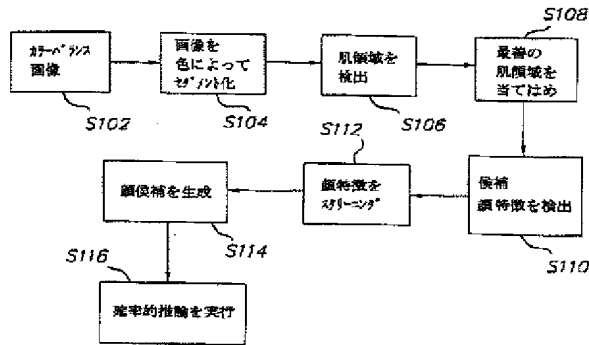 S108
カラーバランス
画像
画像を
色によって
セグメント化
肌領域を
検出
最善の
肌領域を
当てはめ
S102
S104
S106
S112
顔候補を生成
顔特徴を
スクリーニング
候補
顔特徴を検出
S114
S110
S116
確率的推論を実行